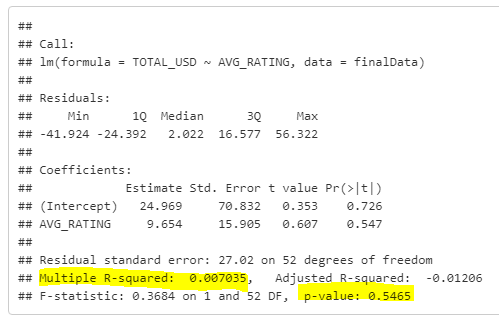 ##
## Call:
## lm(formula = TOTAL_USD ~ AVG_RATING, data = finalData)
##
## Residuals:
##     Min      1Q  Median      3Q     Max
## -41.924 -24.392   2.022  16.577  56.322
##
## Coefficients:
##             Estimate Std. Error t value Pr(>|t|)
## (Intercept)   24.969     70.832   0.353    0.726
## AVG_RATING     9.654     15.905   0.607    0.547
##
## Residual standard error: 27.02 on 52 degrees of freedom
## Multiple R-squared:  0.007035,   Adjusted R-squared:  -0.01206
## F-statistic: 0.3684 on 1 and 52 DF,  p-value: 0.5465